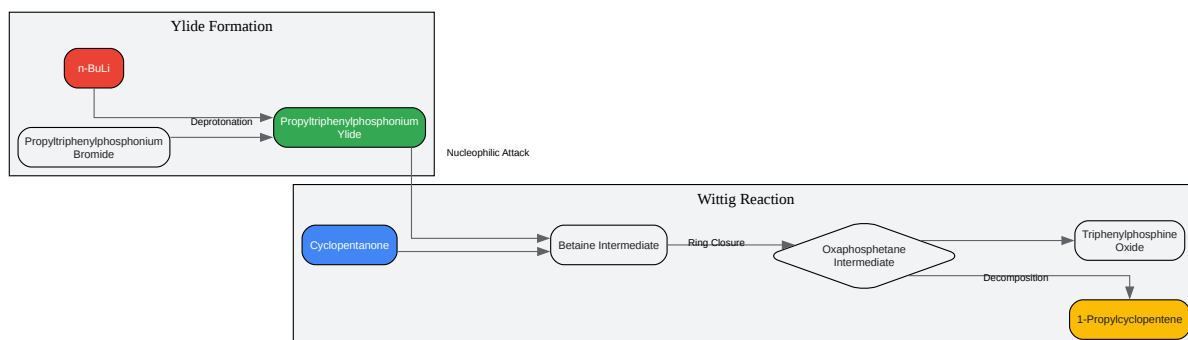 Ylide Formation
n-BuLi
Deprotonation
Propyltriphenylphosphonium
Bromide
Propyltriphenylphosphonium
Ylide
Nucleophilic Attack
Wittig Reaction
Cyclopentanone
Betaine Intermediate
Ring Closure
Oxaphosphetane
Intermediate
Triphenylphosphine
Oxide
Decomposition
1-Propylcyclopentene